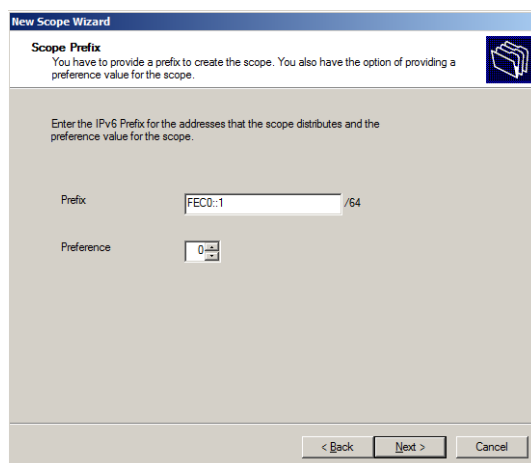 New Scope Wizard
Scope Prefix
You have to provide a prefix to create the scope. You also have the option of providing a
preference value for the scope.
Enter the IPv6 Prefix for the addresses that the scope distributes and the
preference value for the scope.
Prefix FEC0::1 /64
Preference 0
< Back Next > Cancel